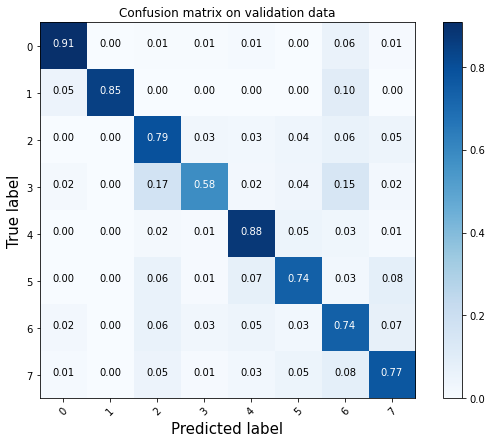 Confusion matrix on validation data
0 0.91 0.00 0.01 0.01 0.01 0.00 0.06 0.01
1 0.05 0.85 0.00 0.00 0.00 0.00 0.10 0.00
2 0.00 0.00 0.79 0.03 0.03 0.04 0.06 0.05
3 0.02 0.00 0.17 0.58 0.02 0.04 0.15 0.02
4 0.00 0.00 0.02 0.01 0.88 0.05 0.03 0.01
5 0.00 0.00 0.06 0.01 0.07 0.74 0.03 0.08
6 0.02 0.00 0.06 0.03 0.05 0.03 0.74 0.07
7 0.01 0.00 0.05 0.01 0.03 0.05 0.08 0.77
0 1 2 3 4 5 6 7
True label
Predicted label
0.8
0.6
0.4
0.2
0.0